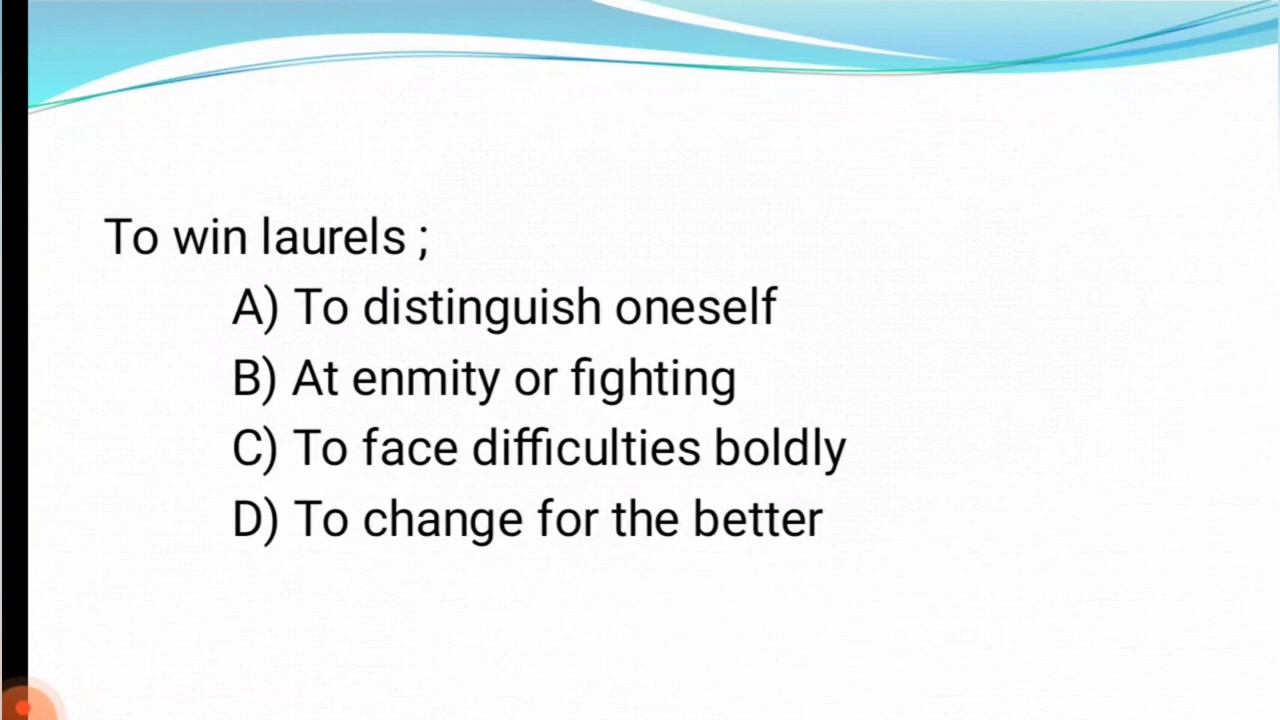 To win laurels ;
A) To distinguish oneself
B) At enmity or fighting
C) To face difficulties boldly
D) To change for the better